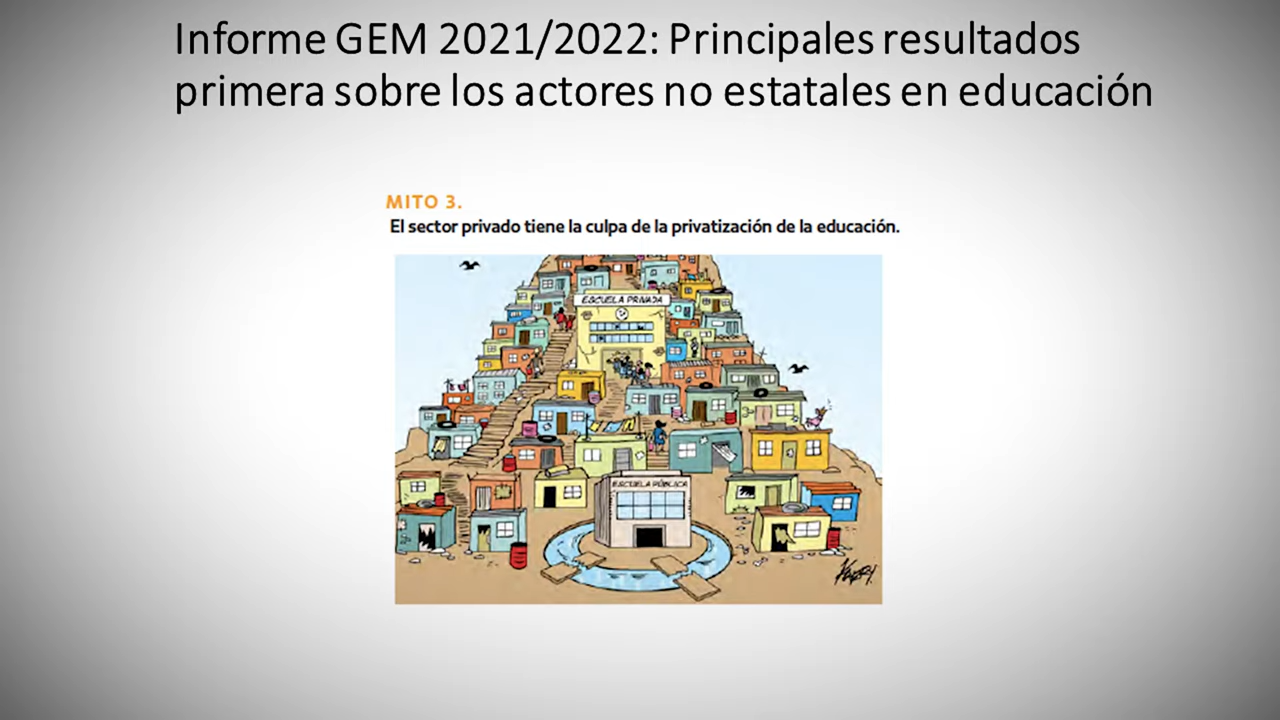 Informe GEM 2021/2022: Principales resultados
primera sobre los actores no estatales en educación
MITO 3.
El sector privado tiene la culpa de la privatización de la educación.
ESCUELA PRIVADA
ESCUELA PÚBLICA